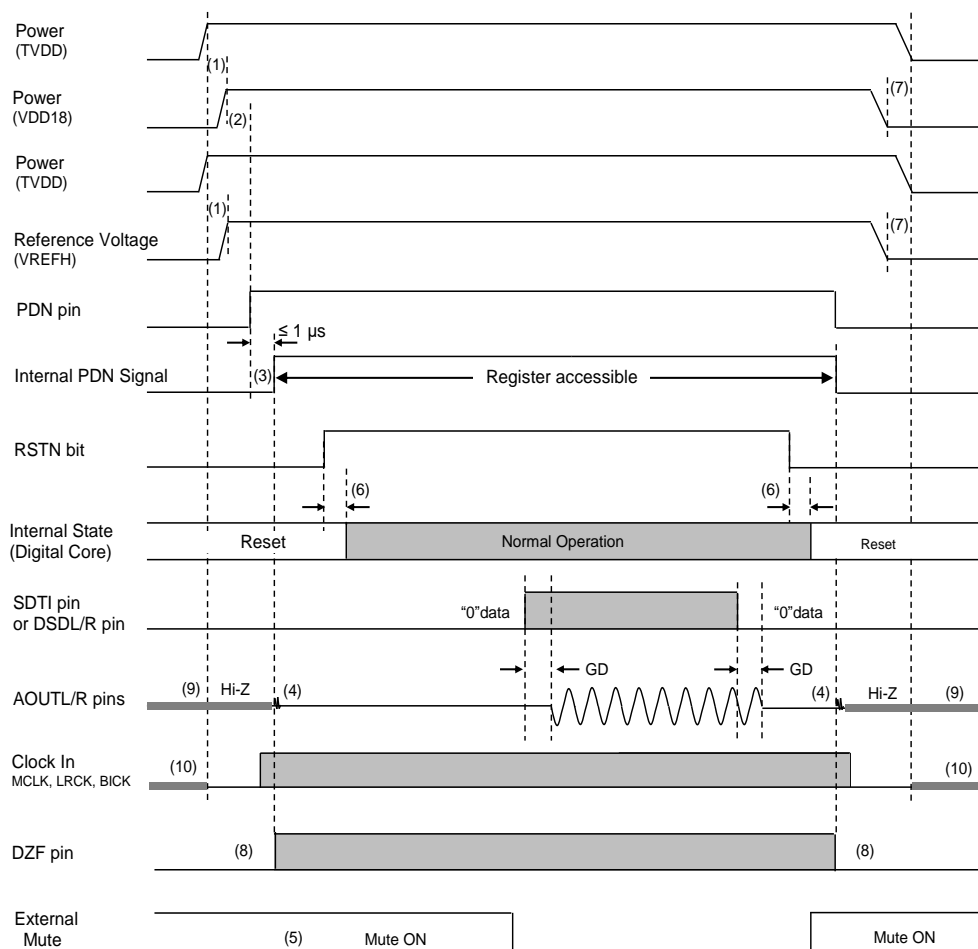 Power
(TVDD)
(1)
(7)
Power
(VDD18)
(2)
Power
(TVDD)
(1)
(7)
Reference Voltage
(VREFH)
PDN pin
≤ 1 µs
Internal PDN Signal
(3)
Register accessible
RSTN bit
(6)
(6)
Internal State
(Digital Core)
Reset
Normal Operation
Reset
SDTI pin
or DSDL/R pin
“0”data
“0”data
GD
GD
AOUTL/R pins
(9)
Hi-Z
(4)
(4)
Hi-Z
(9)
Clock In
MCLK, LRCK, BICK
(10)
(10)
DZF pin
(8)
(8)
External
Mute
(5)
Mute ON
Mute ON